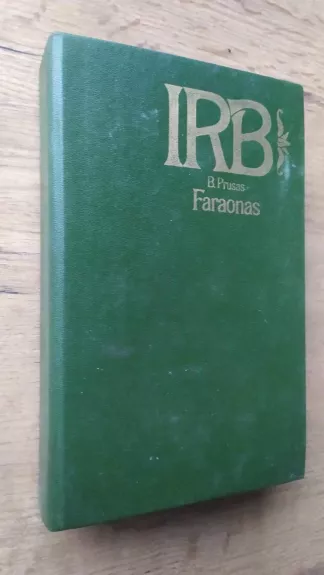 IRB
B. Prusas
Faraonas